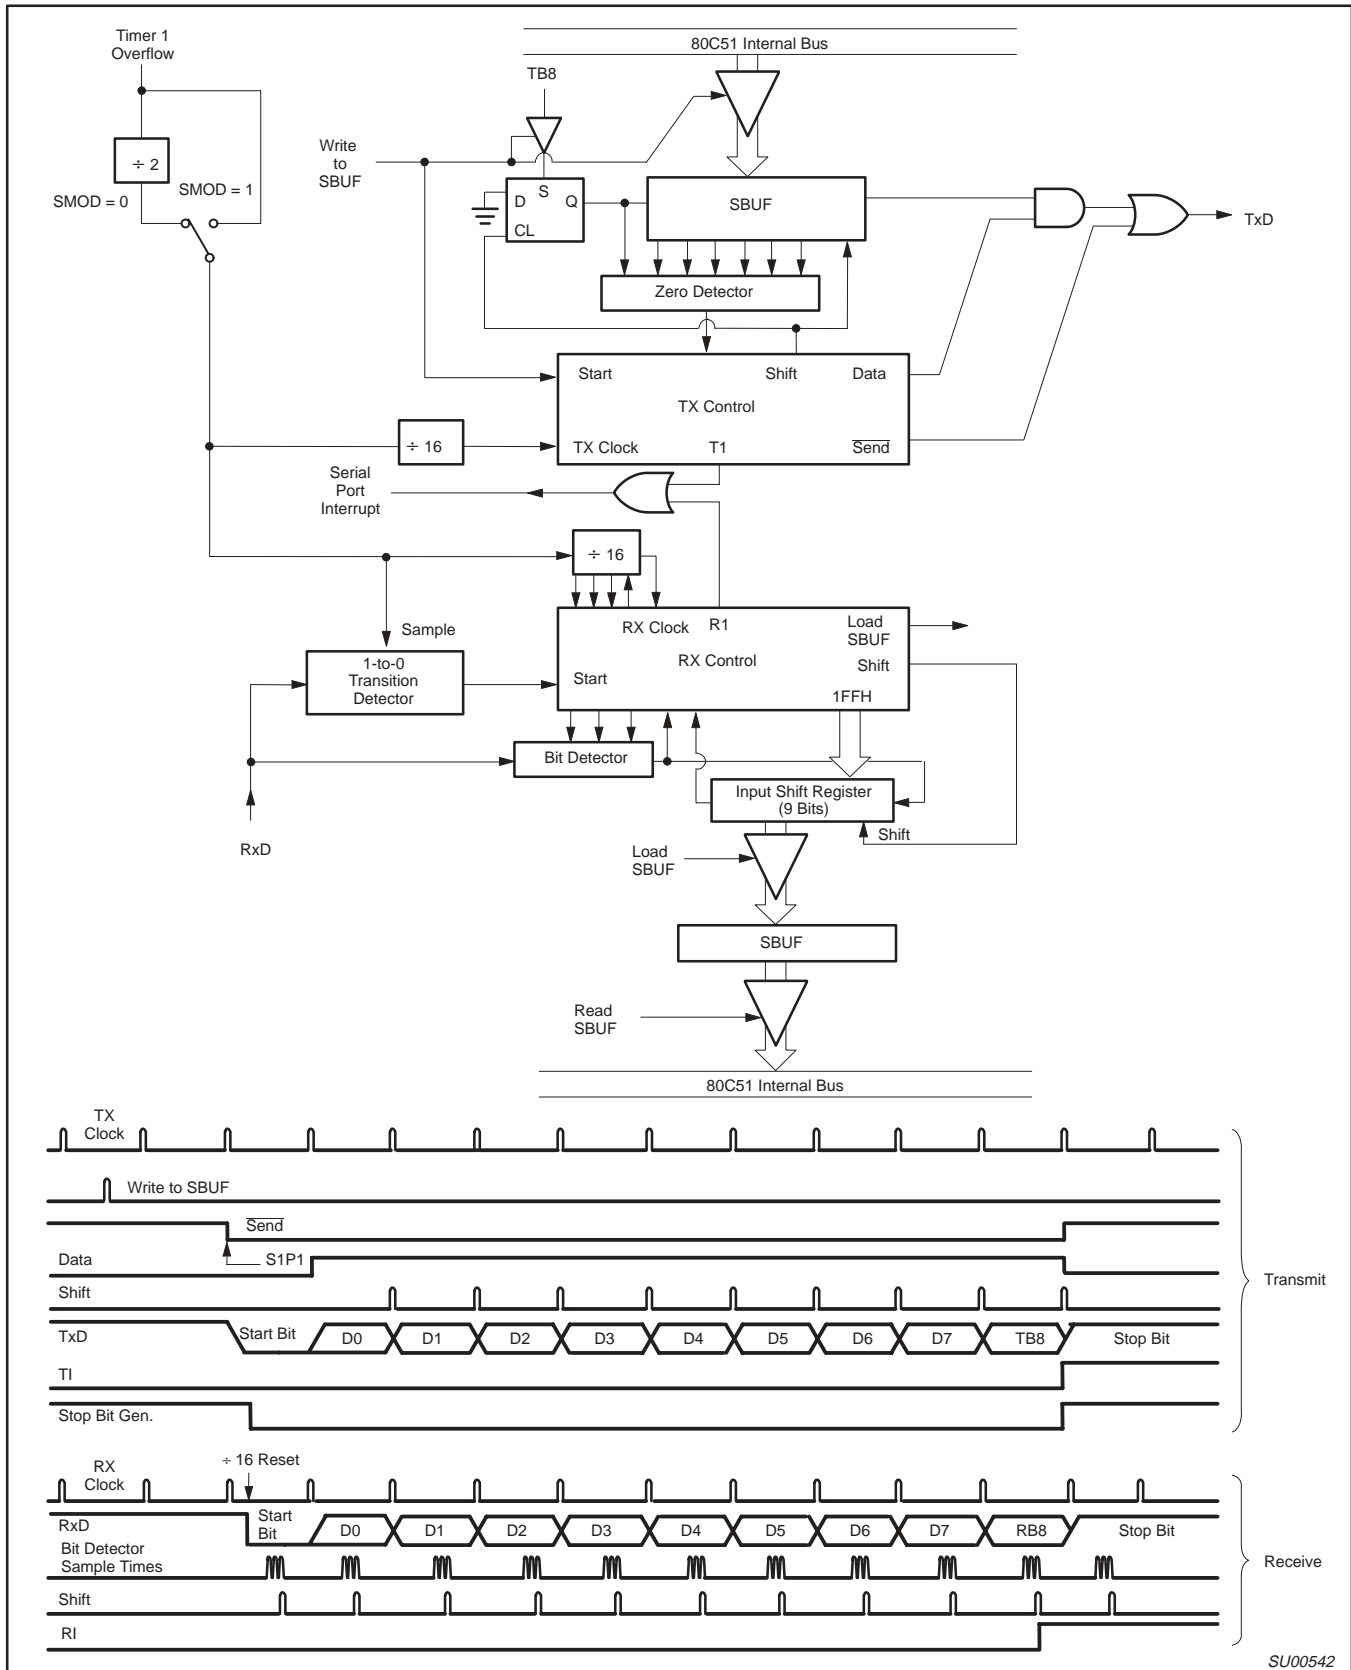 Timer 1
Overflow
80C51 Internal Bus
TB8
Write
to
SBUF
÷ 2
SMOD = 1
SMOD = 0
S
D
Q
CL
SBUF
TxD
Zero Detector
Start
Shift
Data
TX Control
÷ 16
TX Clock
T1
Send
Serial
Port
Interrupt
÷ 16
Sample
RX Clock
R1
Load
SBUF
RX Control
Shift
1-to-0
Transition
Detector
Start
1FFH
Bit Detector
Input Shift Register
(9 Bits)
Shift
RxD
Load
SBUF
SBUF
Read
SBUF
80C51 Internal Bus
TX
Clock
Write to SBUF
Send
Data
S1P1
Transmit
Shift
TxD
Start Bit
D0
D1
D2
D3
D4
D5
D6
D7
TB8
Stop Bit
TI
Stop Bit Gen.
÷ 16 Reset
RX
Clock
RxD
Start
Bit
D0
D1
D2
D3
D4
D5
D6
D7
RB8
Stop Bit
Bit Detector
Sample Times
Receive
Shift
RI
SU00542